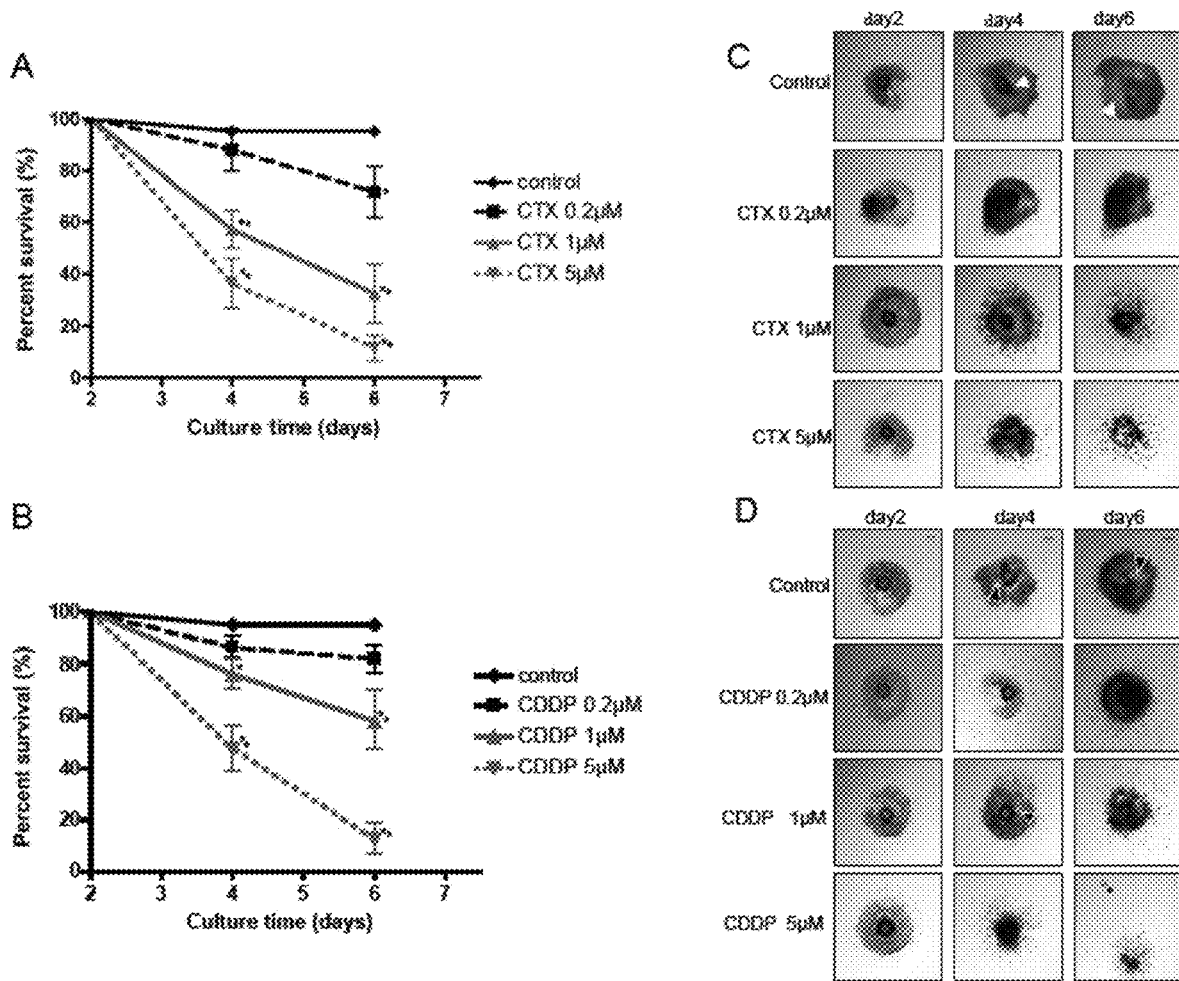 A
Percent survival (%)
100
80
60
40
20
0
2 3 4 5 6 7
Culture time (days)
control
CTX 0.2µM
CTX 1µM
CTX 5µM
B
Percent survival (%)
100
80
60
40
20
0
2 3 4 5 6 7
Culture time (days)
control
CDDP 0.2µM
CDDP 1µM
CDDP 5µM
C
day2 day4 day6
Control
CTX 0.2µM
CTX 1µM
CTX 5µM
D
day2 day4 day6
Control
CDDP 0.2µM
CDDP 1µM
CDDP 5µM